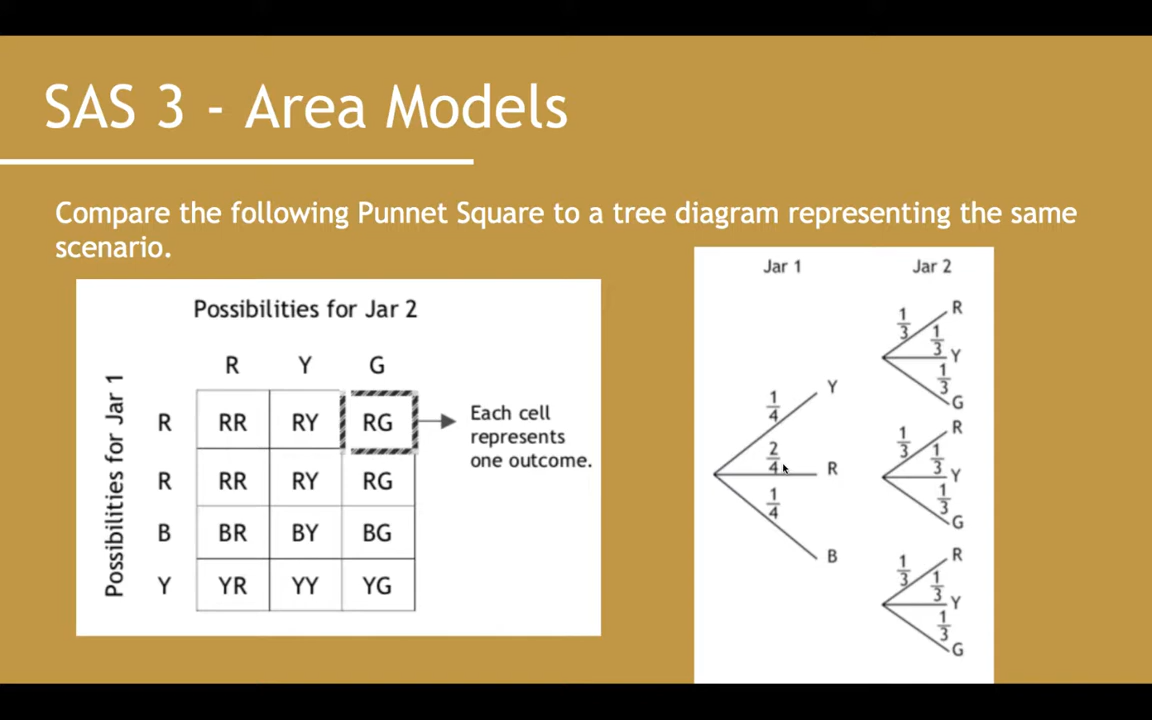 SAS 3 - Area Models
Compare the following Punnet Square to a tree diagram representing the same
scenario.
Possibilities for Jar 2
Possibilities for Jar 1
R Y G
R RR RY RG
R RR RY RG
B BR BY BG
Y YR YY YG
Each cell
represents
one outcome.
Jar 1 Jar 2
1/4 Y
2/4 R
1/4 B
1/3 R
1/3 Y
1/3 G
1/3 R
1/3 Y
1/3 G
1/3 R
1/3 Y
1/3 G